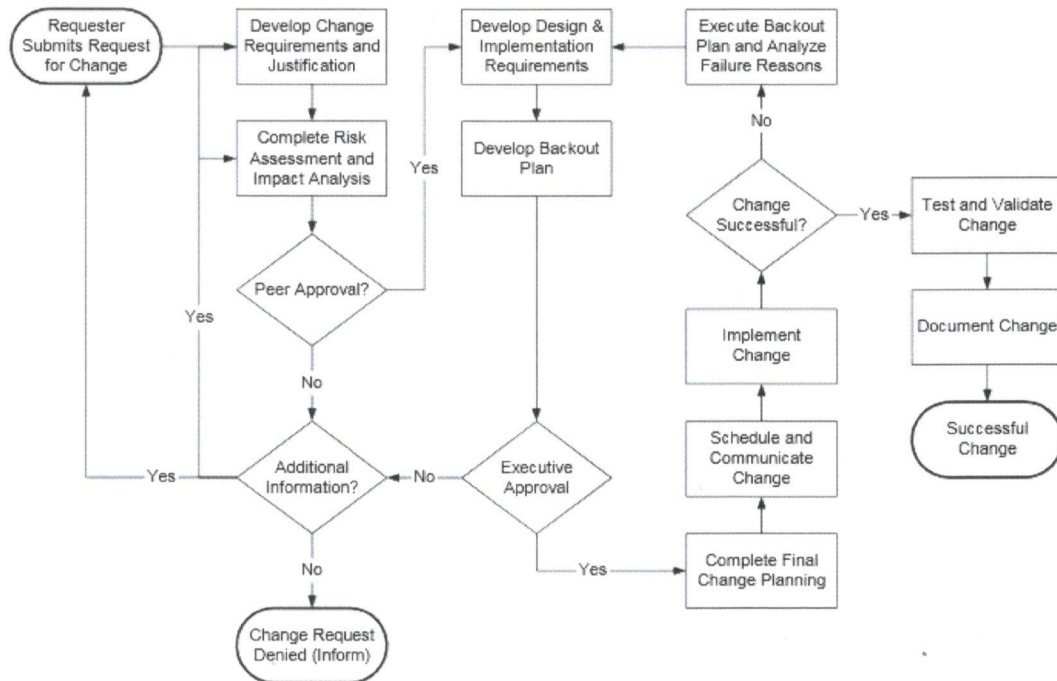 Requester
Submits Request
for Change
Develop Change
Requirements and
Justification
Complete Risk
Assessment and
Impact Analysis
Peer Approval?
Yes
No
Additional
Information?
Yes
Yes
No
Change Request
Denied (Inform)
Develop Design &
Implementation
Requirements
Develop Backout
Plan
Executive
Approval
No
Yes
Complete Final
Change Planning
Schedule and
Communicate
Change
Implement
Change
Change
Successful?
No
Execute Backout
Plan and Analyze
Failure Reasons
Yes
Test and Validate
Change
Document Change
Successful
Change